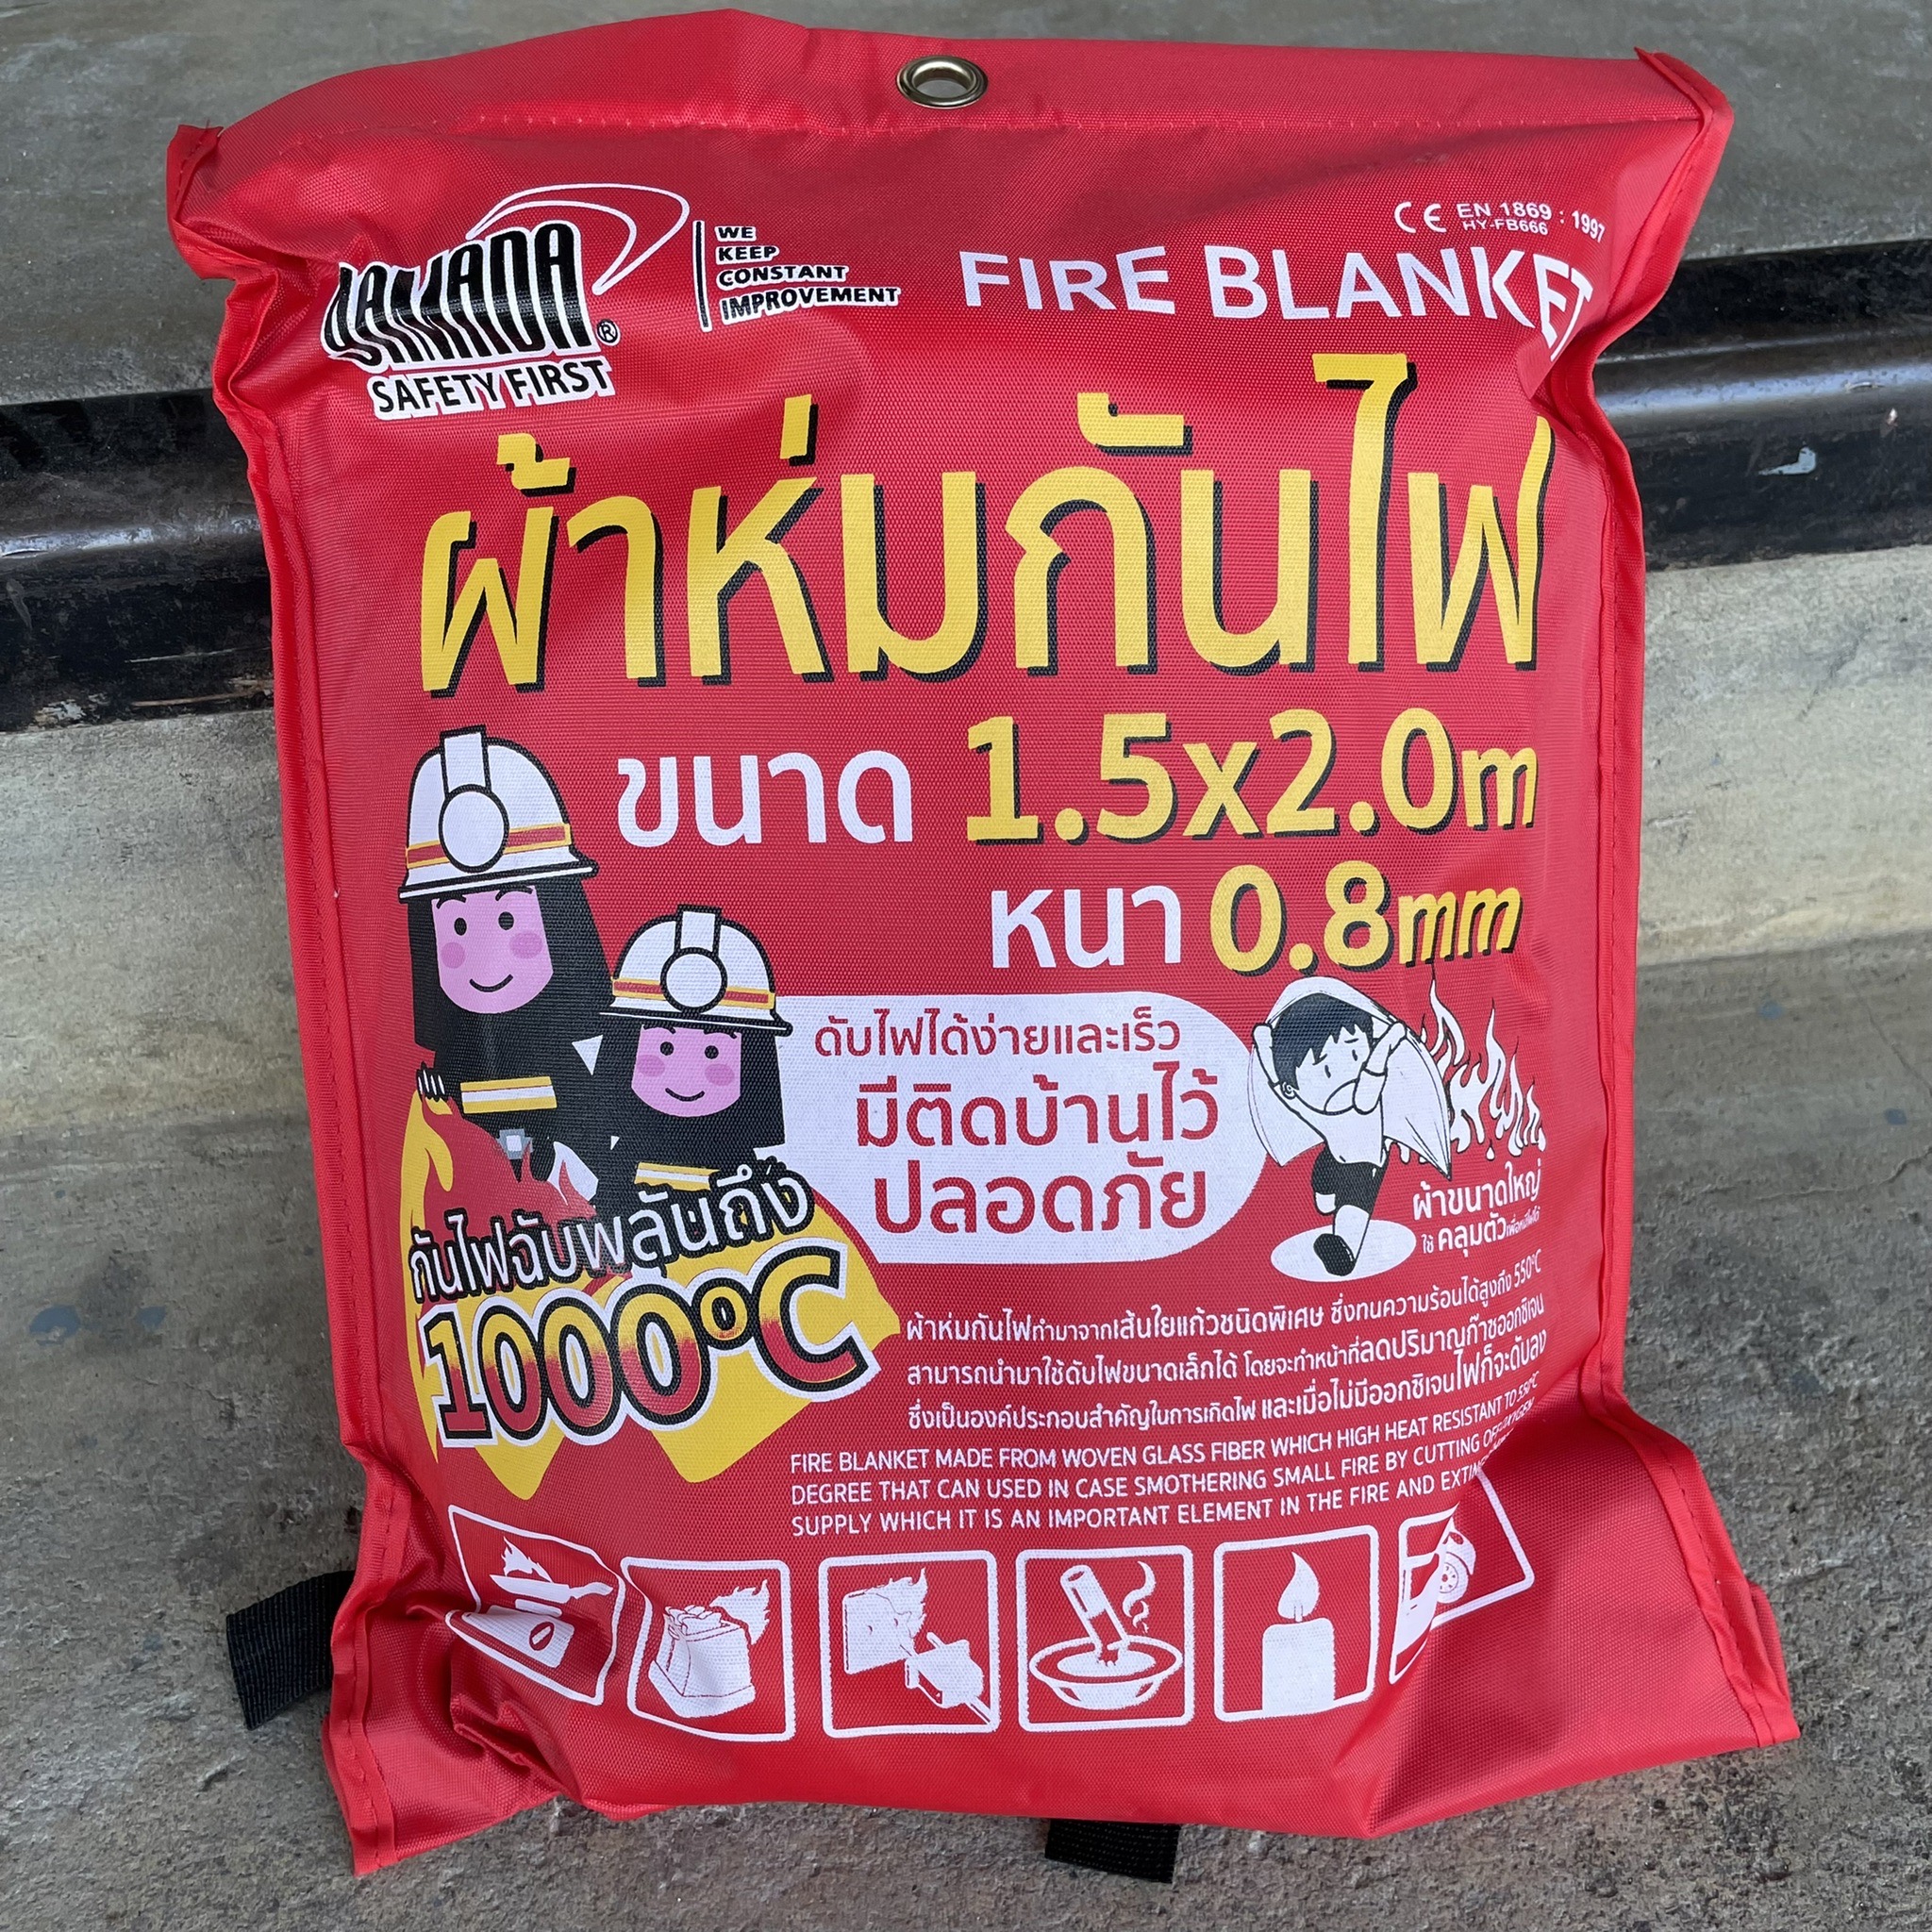 YAMADA®
SAFETY FIRST
WE
KEEP
CONSTANT
IMPROVEMENT
CE EN 1869 : 1997
HY-FB666
FIRE BLANKET
ผ้าห่มกันไฟ
ขนาด 1.5x2.0m
หนา 0.8mm
ดับไฟได้ง่ายและเร็ว
มีติดบ้านไว้
ปลอดภัย
ผ้าขนาดใหญ่
ใช้ คลุมตัวเพื่อหนีไฟได้
กันไฟฉับพลันถึง
1000°C
ผ้าห่มกันไฟทำมาจากเส้นใยแก้วชนิดพิเศษ ซึ่งทนความร้อนได้สูงถึง 550°C
สามารถนำมาใช้ดับไฟขนาดเล็กได้ โดยจะทำหน้าที่ลดปริมาณก๊าซออกซิเจน
ซึ่งเป็นองค์ประกอบสำคัญในการเกิดไฟ และเมื่อไม่มีออกซิเจนไฟก็จะดับลง
FIRE BLANKET MADE FROM WOVEN GLASS FIBER WHICH HIGH HEAT RESISTANT TO 550°C
DEGREE THAT CAN USED IN CASE SMOTHERING SMALL FIRE BY CUTTING OFF OXYGEN
SUPPLY WHICH IT IS AN IMPORTANT ELEMENT IN THE FIRE AND